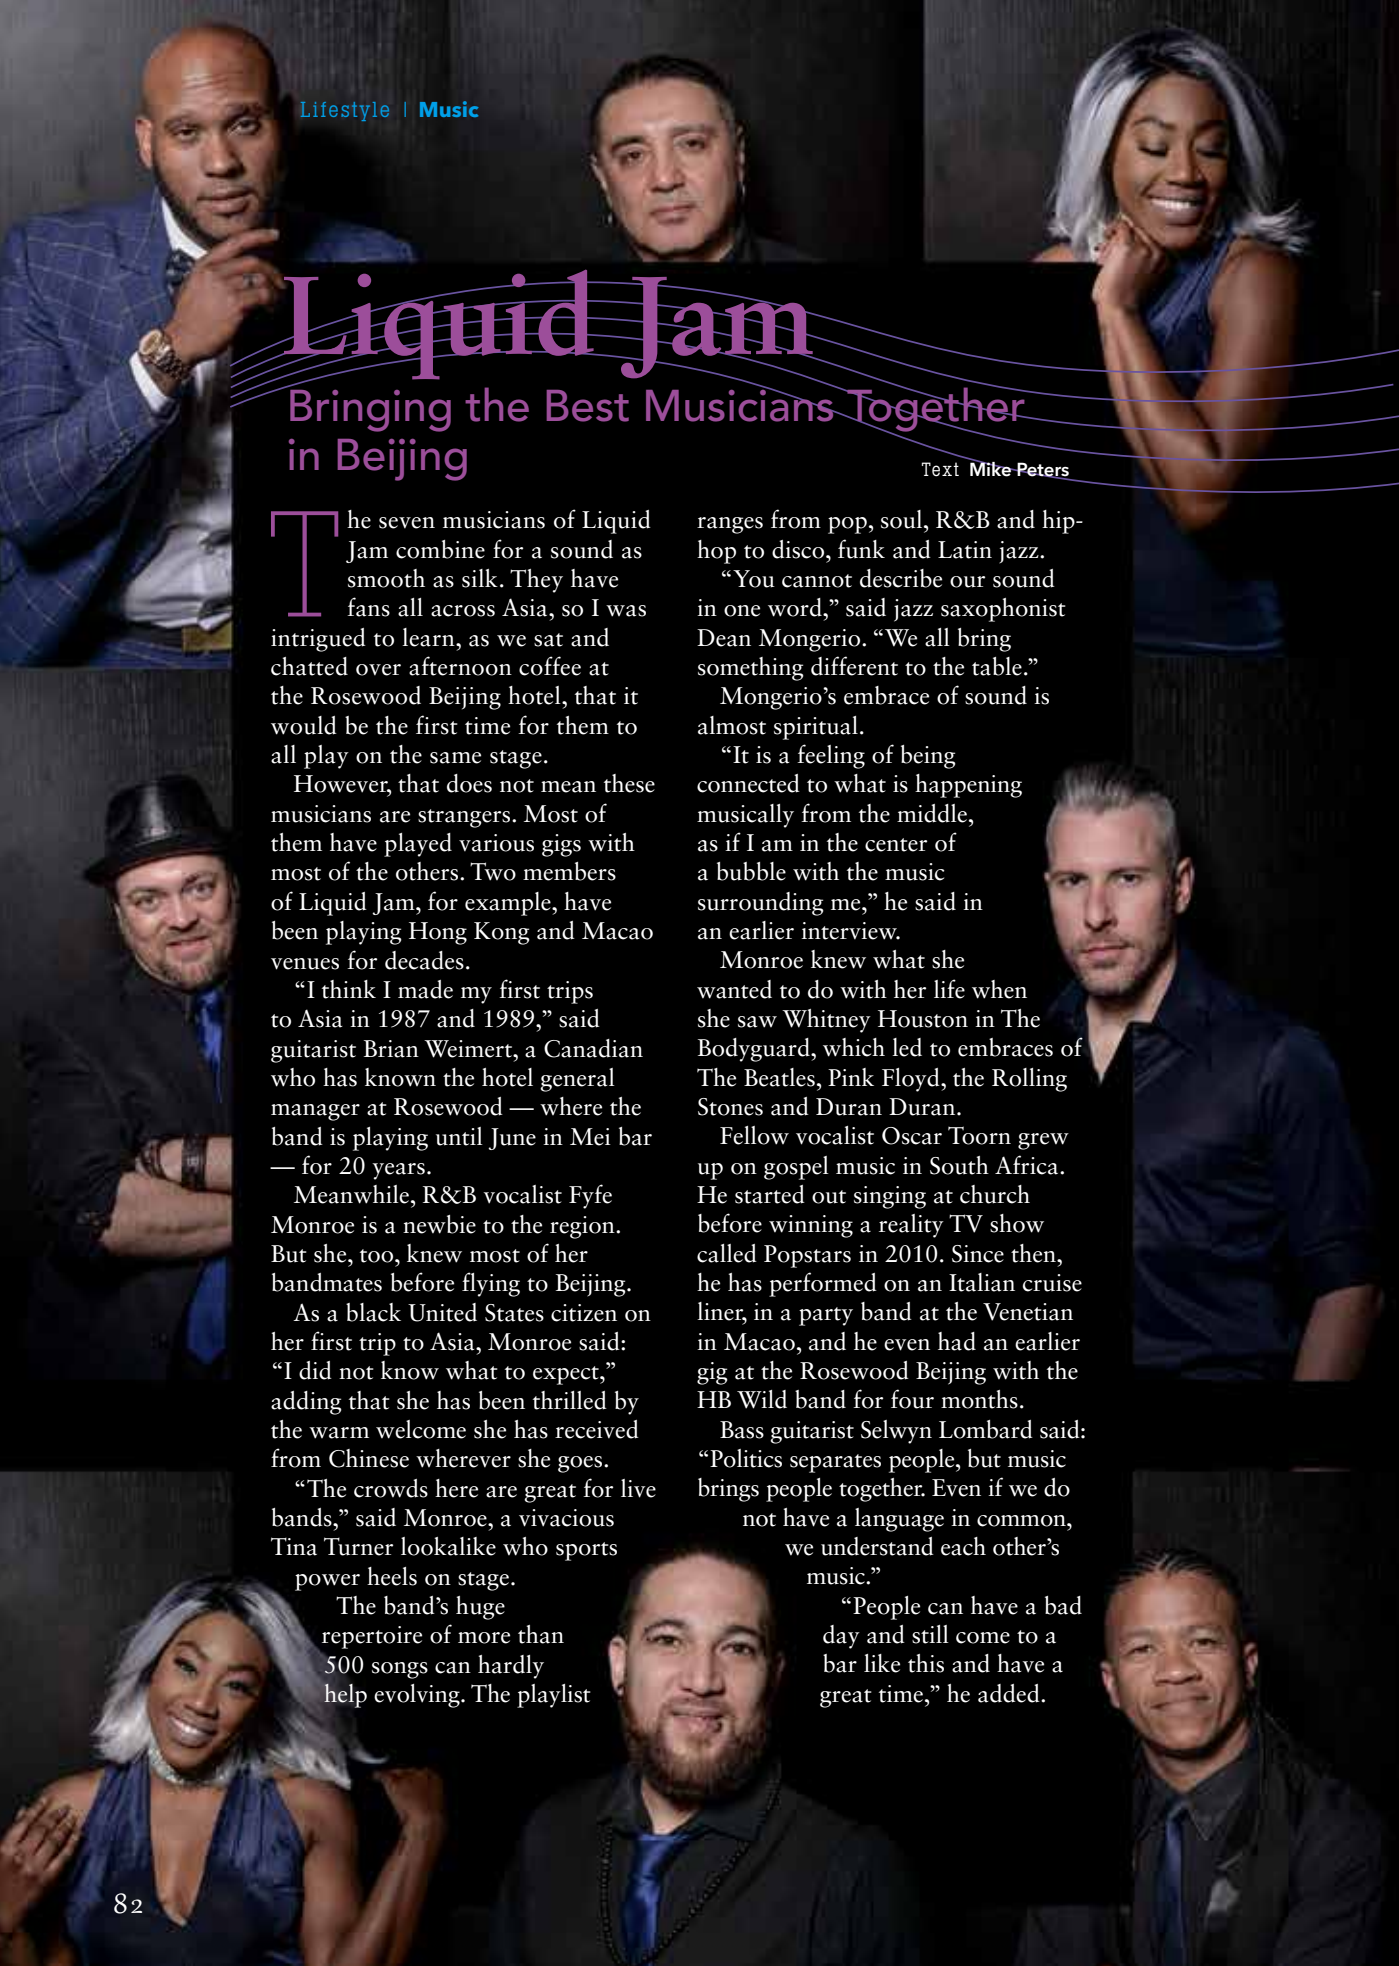 Lifestyle | Music
Liquid Jam
Bringing the Best Musicians Together
in Beijing
Text Mike Peters
The seven musicians of Liquid
Jam combine for a sound as
smooth as silk. They have
fans all across Asia, so I was
intrigued to learn, as we sat and
chatted over afternoon coffee at
the Rosewood Beijing hotel, that it
would be the first time for them to
all play on the same stage.
However, that does not mean these
musicians are strangers. Most of
them have played various gigs with
most of the others. Two members
of Liquid Jam, for example, have
been playing Hong Kong and Macao
venues for decades.
“I think I made my first trips
to Asia in 1987 and 1989,” said
guitarist Brian Weimert, a Canadian
who has known the hotel general
manager at Rosewood — where the
band is playing until June in Mei bar
— for 20 years.
Meanwhile, R&B vocalist Fyfe
Monroe is a newbie to the region.
But she, too, knew most of her
bandmates before flying to Beijing.
As a black United States citizen on
her first trip to Asia, Monroe said:
“I did not know what to expect,”
adding that she has been thrilled by
the warm welcome she has received
from Chinese wherever she goes.
“The crowds here are great for live
bands,” said Monroe, a vivacious
Tina Turner lookalike who sports
power heels on stage.
The band’s huge
repertoire of more than
500 songs can hardly
help evolving. The playlist
ranges from pop, soul, R&B and hip-
hop to disco, funk and Latin jazz.
“You cannot describe our sound
in one word,” said jazz saxophonist
Dean Mongerio. “We all bring
something different to the table.”
Mongerio’s embrace of sound is
almost spiritual.
“It is a feeling of being
connected to what is happening
musically from the middle,
as if I am in the center of
a bubble with the music
surrounding me,” he said in
an earlier interview.
Monroe knew what she
wanted to do with her life when
she saw Whitney Houston in The
Bodyguard, which led to embraces of
The Beatles, Pink Floyd, the Rolling
Stones and Duran Duran.
Fellow vocalist Oscar Toorn grew
up on gospel music in South Africa.
He started out singing at church
before winning a reality TV show
called Popstars in 2010. Since then,
he has performed on an Italian cruise
liner, in a party band at the Venetian
in Macao, and he even had an earlier
gig at the Rosewood Beijing with the
HB Wild band for four months.
Bass guitarist Selwyn Lombard said:
“Politics separates people, but music
brings people together. Even if we do
not have a language in common,
we understand each other’s
music.”
“People can have a bad
day and still come to a
bar like this and have a
great time,” he added.
82